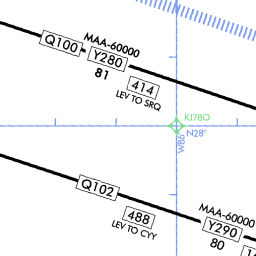 MAA-60000
Q100
Y280
81
414
LEV TO SRQ
KJ78O
N28°
W86
Q102
488
LEV TO CYY
MAA-60000
Y290
80